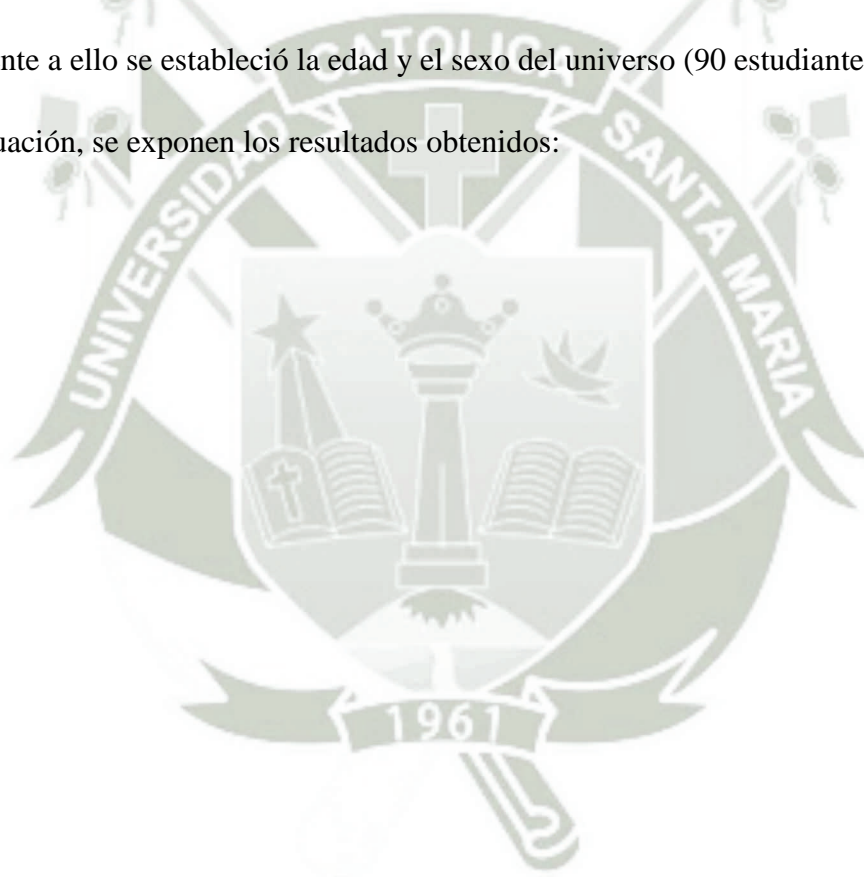 CATOLICA
nte a ello se estableció la edad y el sexo del universo (90 estudiante
uación, se exponen los resultados obtenidos:
UNIVERSIDAD
SANTA MARIA
1961